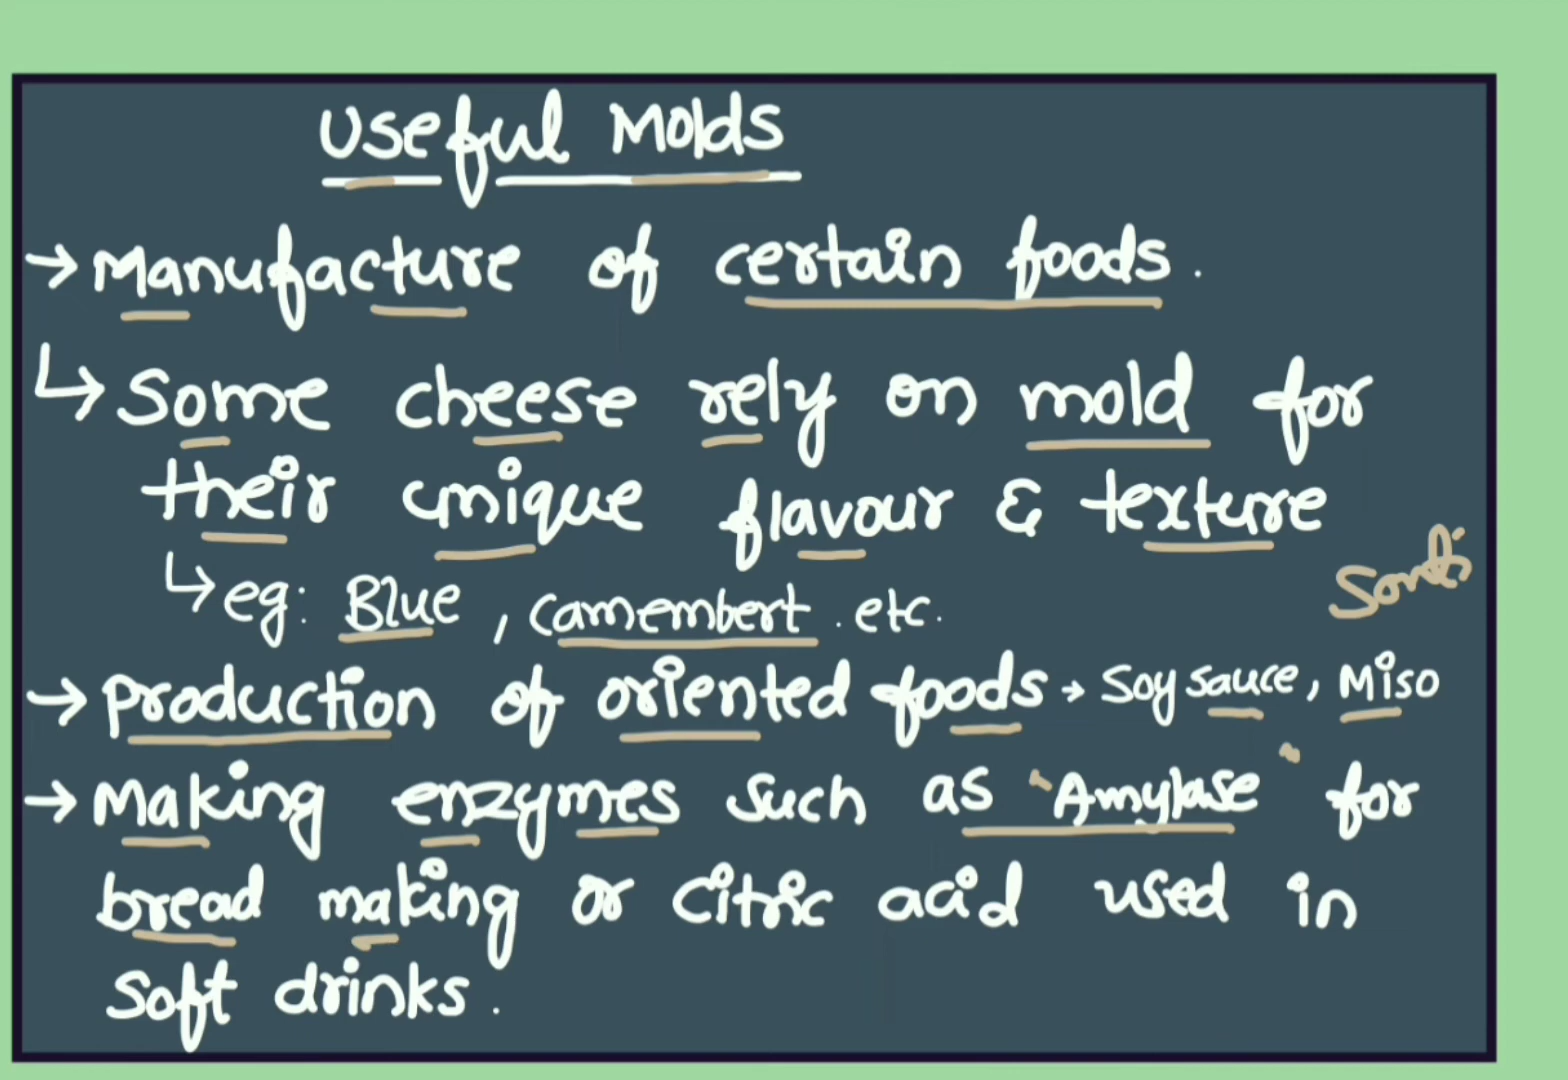 Useful Molds
→ Manufacture of certain foods.
↳ Some cheese rely on mold for
their unique flavour & texture
↳ eg: Blue, Camembert. etc.
→ production of oriented foods → Soy sauce, Miso
→ Making enzymes such as "Amylase" for
bread making or citric acid used in
soft drinks.